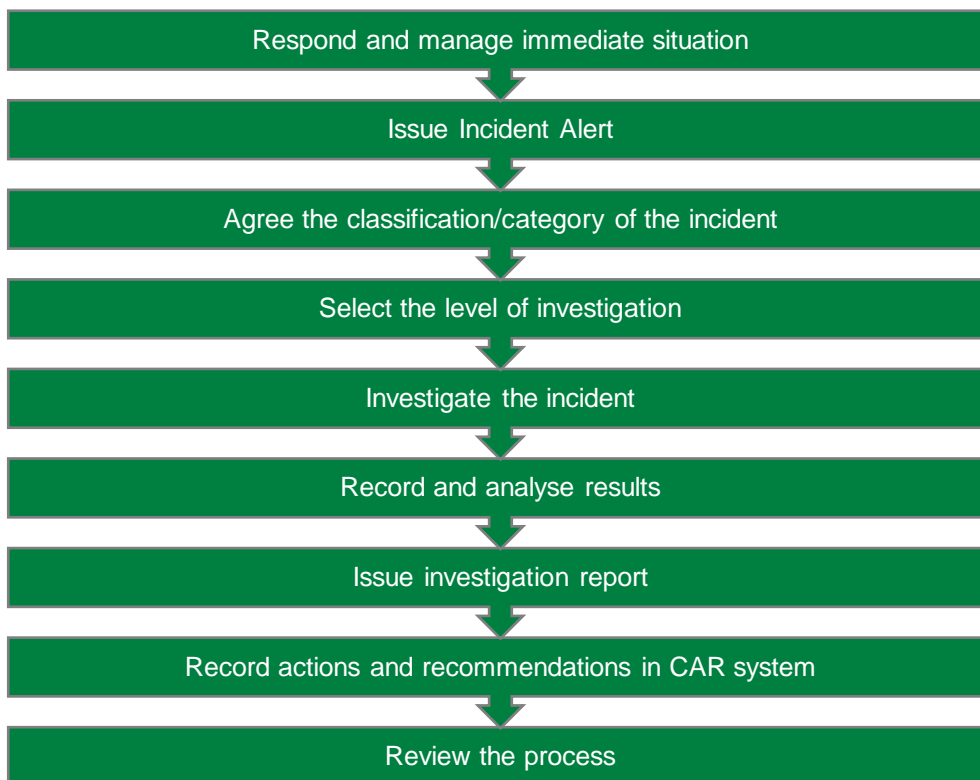 Respond and manage immediate situation
Issue Incident Alert
Agree the classification/category of the incident
Select the level of investigation
Investigate the incident
Record and analyse results
Issue investigation report
Record actions and recommendations in CAR system
Review the process